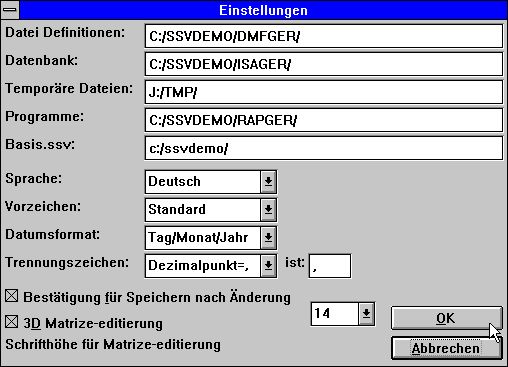 Einstellungen
Datei Definitionen: C:/SSVDEMO/DMFGER/
Datenbank: C:/SSVDEMO/ISAGER/
Temporäre Dateien: J:/TMP/
Programme: C:/SSVDEMO/RAPGER/
Basis.ssv: c:/ssvdemo/
Sprache: Deutsch
Vorzeichen: Standard
Datumsformat: Tag/Monat/Jahr
Trennungszeichen: Dezimalpunkt=, ist: ,
Bestätigung für Speichern nach Änderung
14
OK
3D Matrize-editierung
Schrifthöhe für Matrize-editierung
Abbrechen